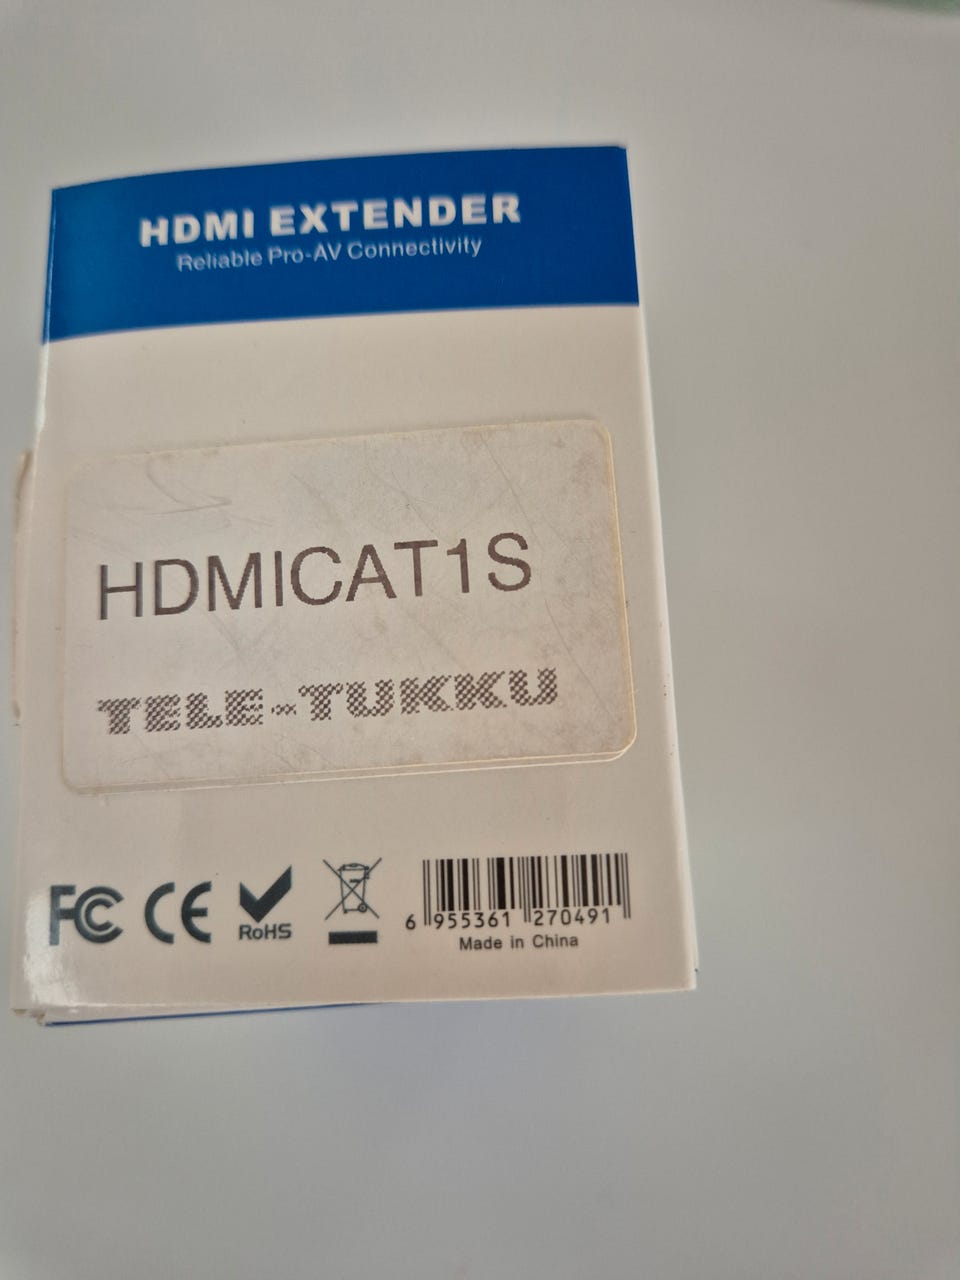 HDMI EXTENDER
Reliable Pro-AV Connectivity
HDMICAT1S
TELE-TUKKU
FC CE RoHS
6 955361 270491
Made in China